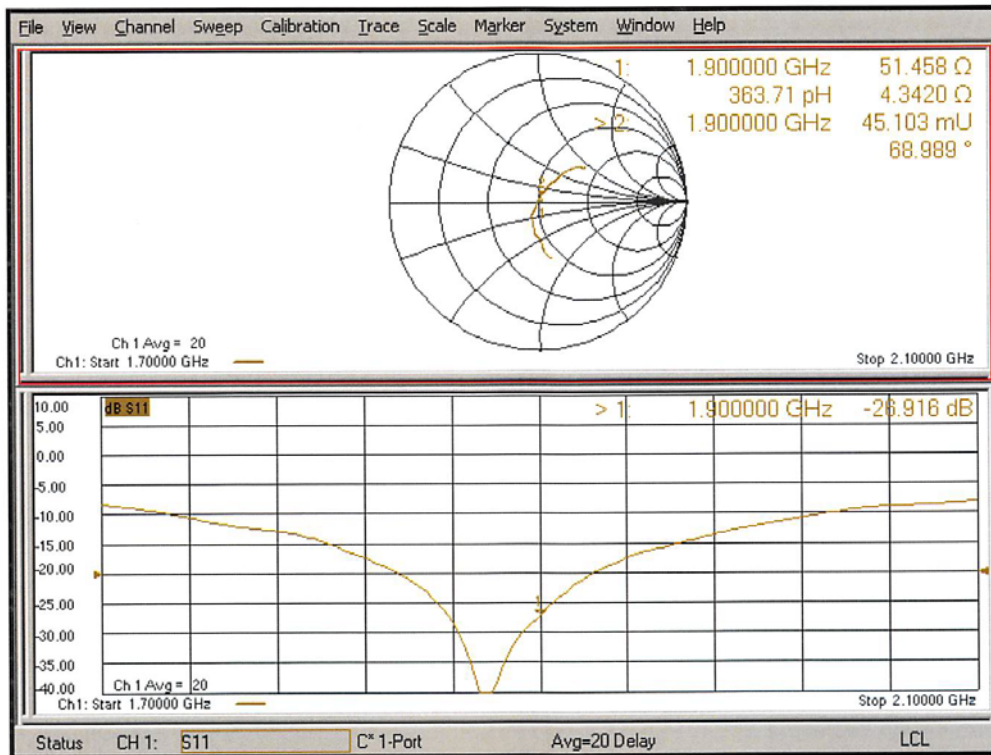 File View Channel Sweep Calibration Trace Scale Marker System Window Help
1: 1.900000 GHz 51.458 Ω
363.71 pH 4.3420 Ω
> 2: 1.900000 GHz 45.103 mU
68.989 °
Ch 1 Avg = 20
Ch1: Start 1.70000 GHz
Stop 2.10000 GHz
dB S11
> 1: 1.900000 GHz -26.916 dB
10.00
5.00
0.00
-5.00
-10.00
-15.00
-20.00
-25.00
-30.00
-35.00
-40.00
1
Ch 1 Avg = 20
Ch1: Start 1.70000 GHz
Stop 2.10000 GHz
Status CH 1: S11 C* 1-Port Avg=20 Delay LCL